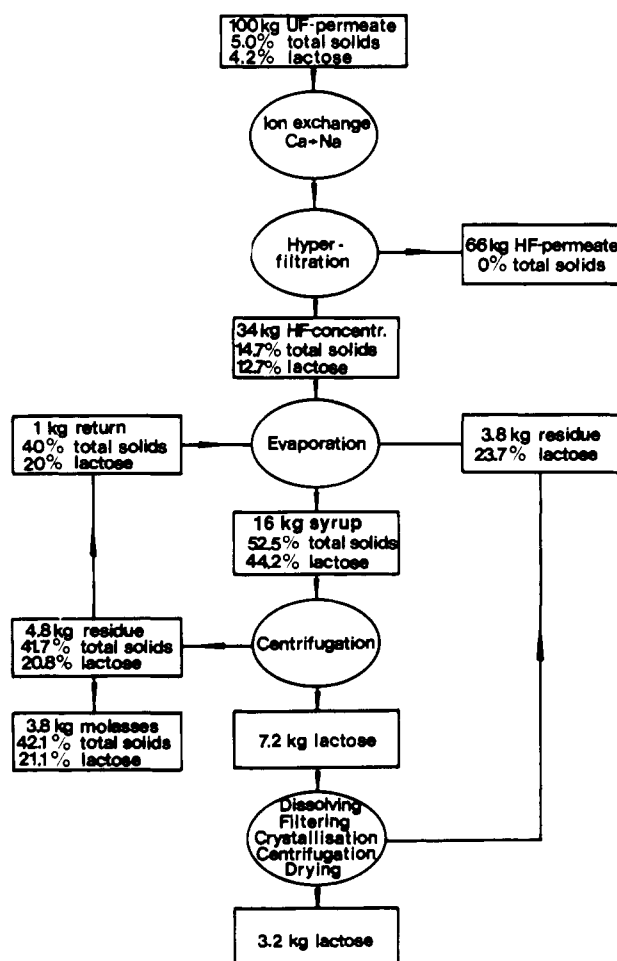 100 kg UF-permeate
5.0% total solids
4.2% lactose
Ion exchange
Ca→Na
Hyper-
filtration
66 kg HF-permeate
0% total solids
34 kg HF-concentr.
14.7% total solids
12.7% lactose
1 kg return
40% total solids
20% lactose
Evaporation
3.8 kg residue
23.7% lactose
16 kg syrup
52.5% total solids
44.2% lactose
4.8 kg residue
41.7% total solids
20.8% lactose
Centrifugation
3.8 kg molasses
42.1% total solids
21.1% lactose
7.2 kg lactose
Dissolving
Filtering
Crystallisation
Centrifugation
Drying
3.2 kg lactose